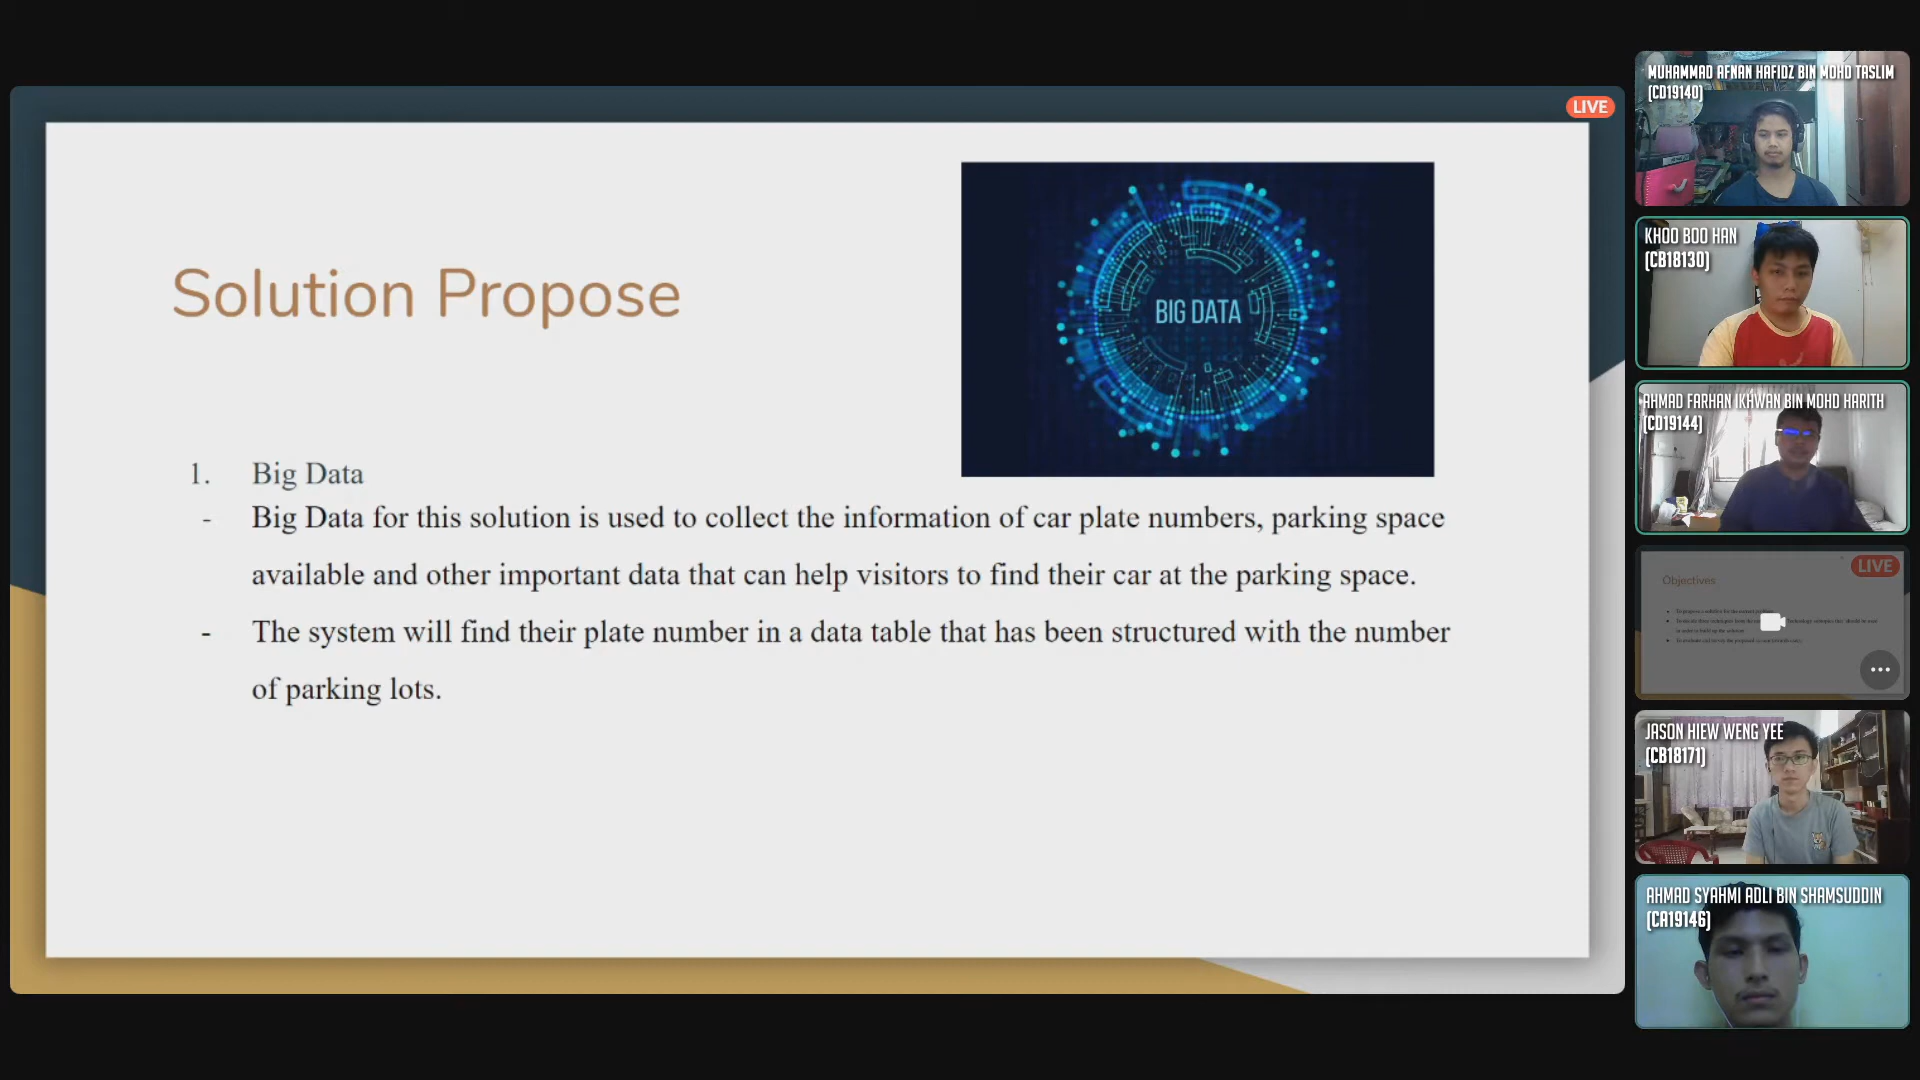 LIVE
Solution Propose
BIG DATA
1. Big Data
- Big Data for this solution is used to collect the information of car plate numbers, parking space
available and other important data that can help visitors to find their car at the parking space.
- The system will find their plate number in a data table that has been structured with the number
of parking lots.
MUHAMMAD AFNAN HAFIDZ BIN MOHD TASLIM
(CD19140)
KHOO BOO HAN
(CB18130)
AHMAD FARHAN IKHWAN BIN MOHD HARITH
(CD19144)
LIVE
Objectives
JASON HIEW WENG YEE
(CB18171)
AHMAD SYAHMI ADLI BIN SHAMSUDDIN
(CA19146)